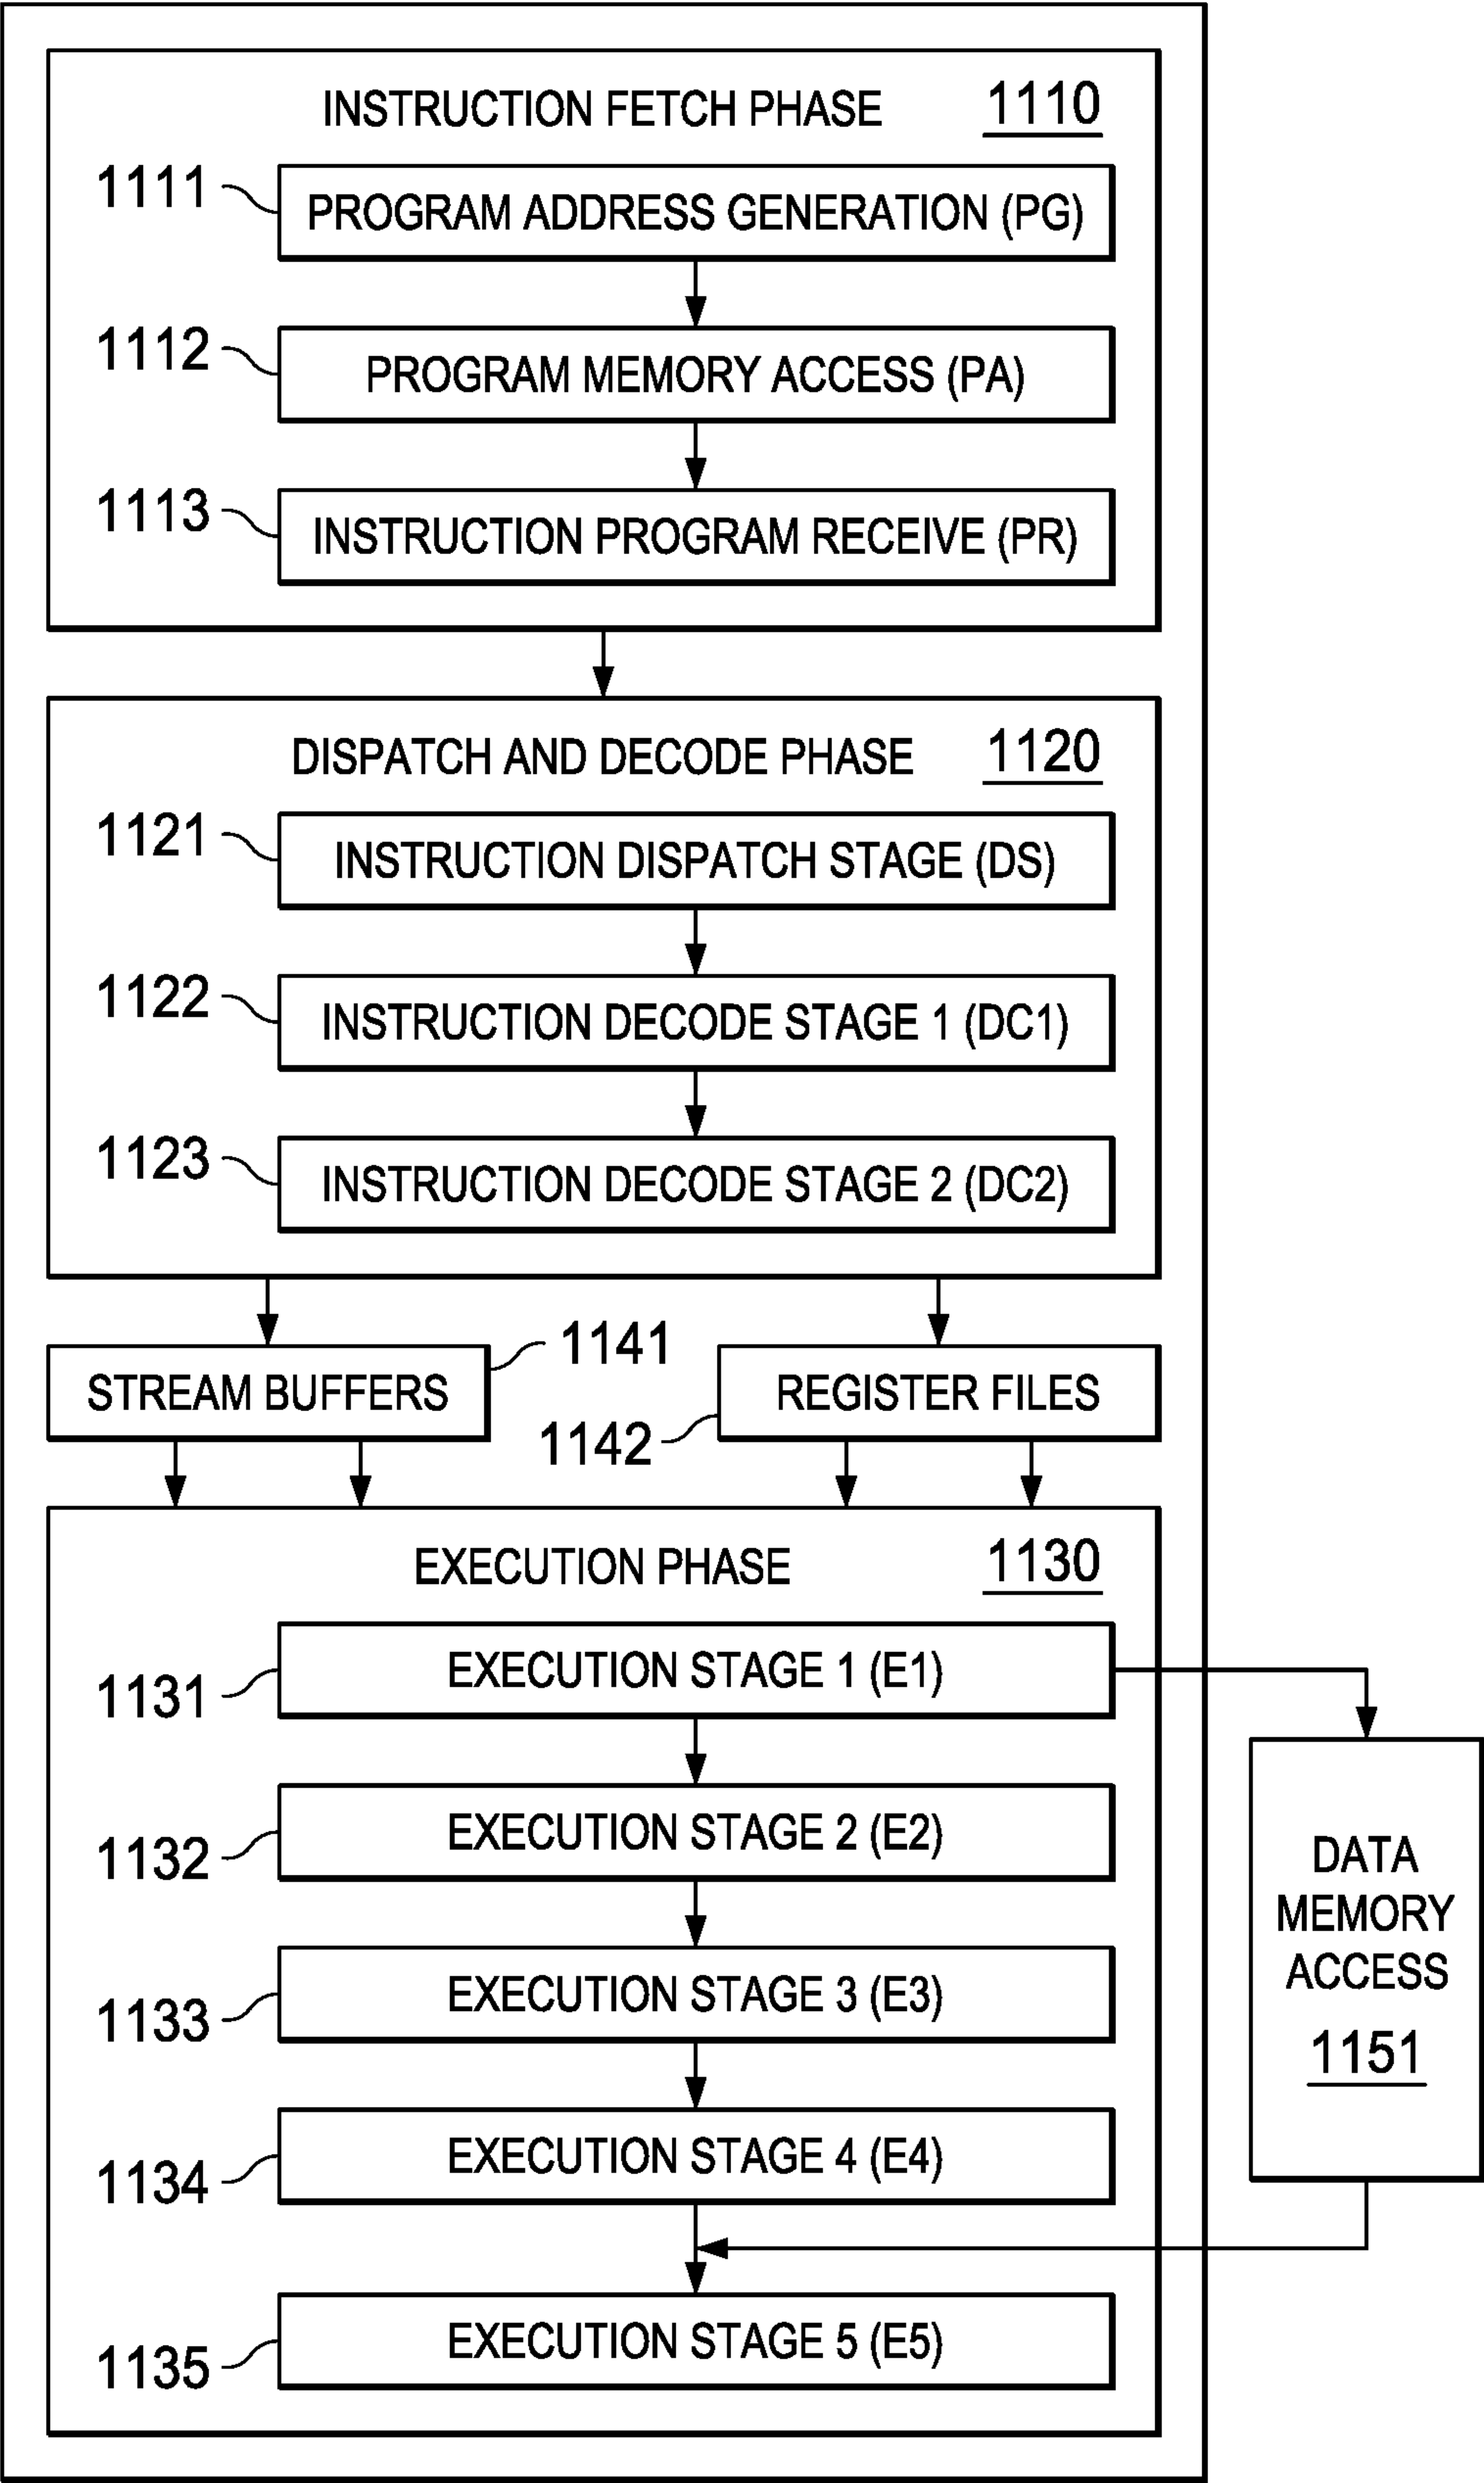 INSTRUCTION FETCH PHASE 1110
1111 PROGRAM ADDRESS GENERATION (PG)
1112 PROGRAM MEMORY ACCESS (PA)
1113 INSTRUCTION PROGRAM RECEIVE (PR)
DISPATCH AND DECODE PHASE 1120
1121 INSTRUCTION DISPATCH STAGE (DS)
1122 INSTRUCTION DECODE STAGE 1 (DC1)
1123 INSTRUCTION DECODE STAGE 2 (DC2)
STREAM BUFFERS 1141
1142 REGISTER FILES
EXECUTION PHASE 1130
1131 EXECUTION STAGE 1 (E1)
1132 EXECUTION STAGE 2 (E2)
1133 EXECUTION STAGE 3 (E3)
1134 EXECUTION STAGE 4 (E4)
1135 EXECUTION STAGE 5 (E5)
DATA
MEMORY
ACCESS
1151